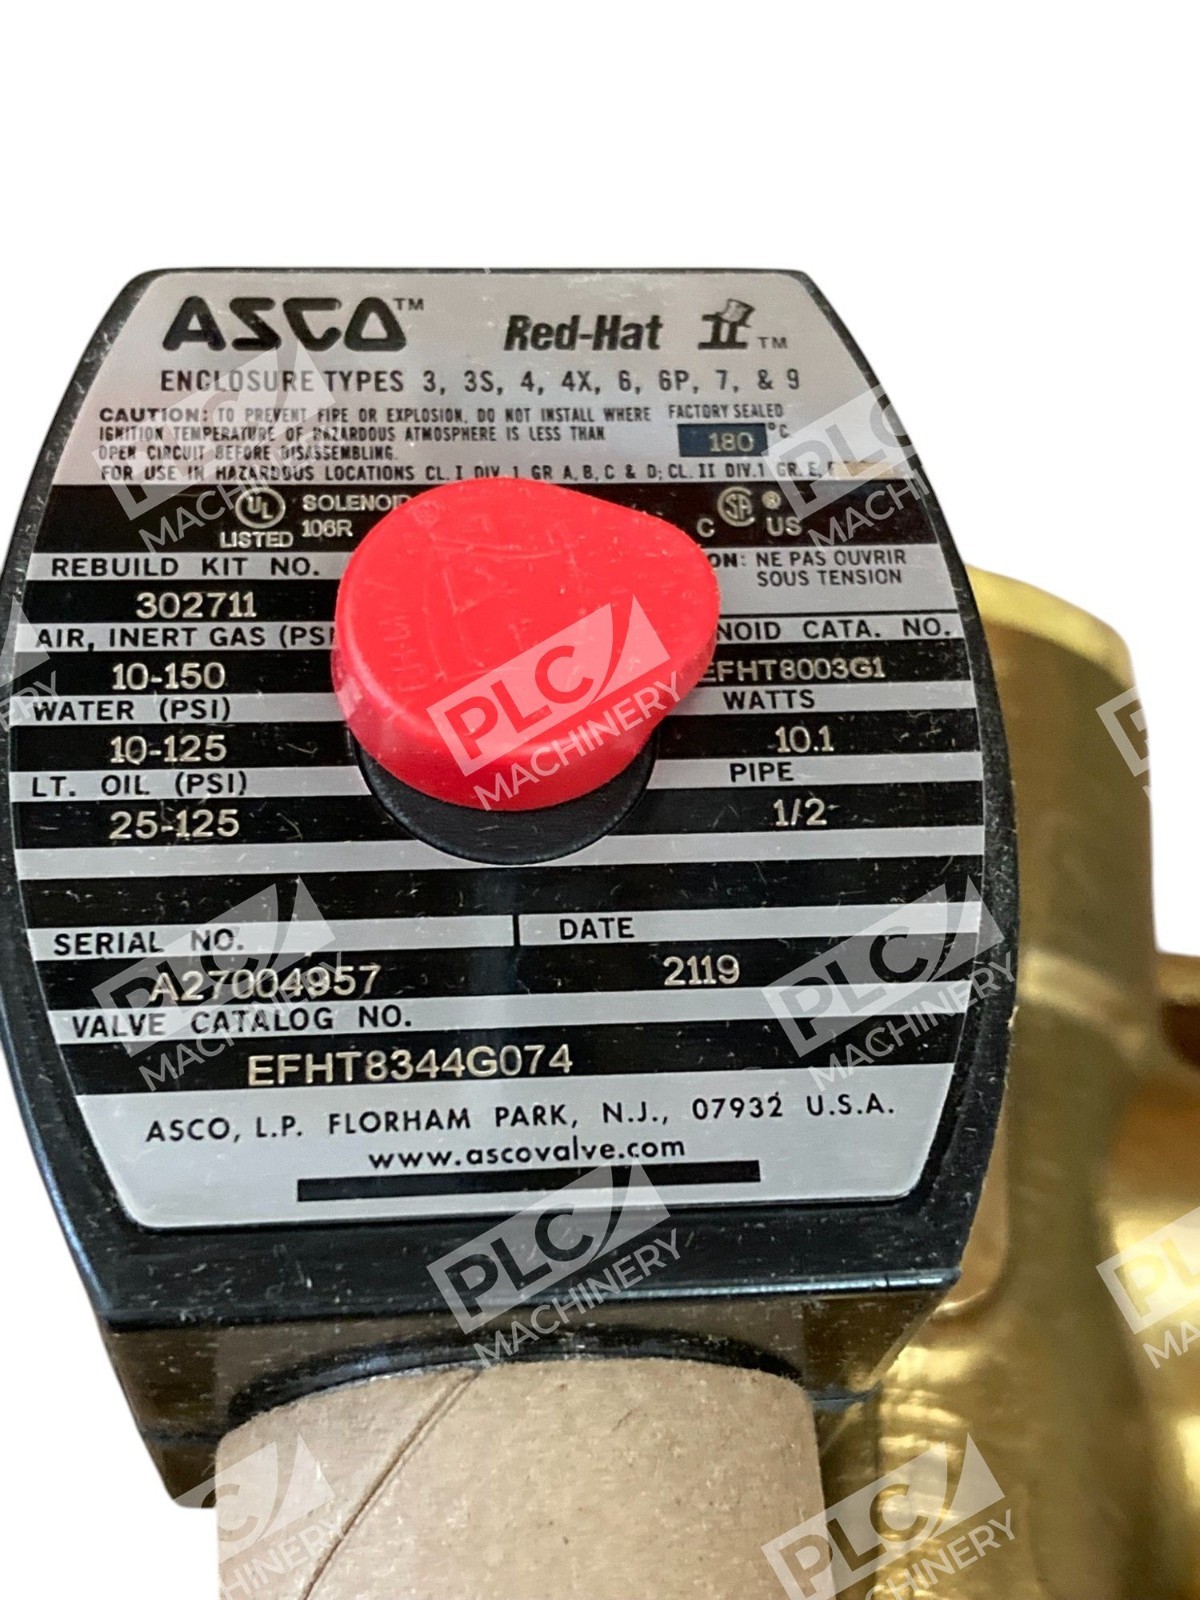 ASCO™
Red-Hat II™
ENCLOSURE TYPES 3, 3S, 4, 4X, 6, 6P, 7, & 9
CAUTION: TO PREVENT FIRE OR EXPLOSION, DO NOT INSTALL WHERE
IGNITION TEMPERATURE OF HAZARDOUS ATMOSPHERE IS LESS THAN
FACTORY SEALED
180 °C
OPEN CIRCUIT BEFORE DISASSEMBLING.
FOR USE IN HAZARDOUS LOCATIONS CL. I DIV. 1 GR A, B, C & D; CL. II DIV. 1 GR. E, F
UL
LISTED
SOLENOID
106R
C SA ® US
NE PAS OUVRIR
SOUS TENSION
REBUILD KIT NO.
302711
AIR, INERT GAS (PSI
10-150
WATER (PSI)
10-125
LT. OIL (PSI)
25-125
NOID CATA. NO.
EFHT8003G1
WATTS
10.1
PIPE
1/2
SERIAL NO.
A27004957
DATE
2119
VALVE CATALOG NO.
EFHT8344G074
ASCO, L.P. FLORHAM PARK, N.J., 07932 U.S.A.
www.ascovalve.com
PLC
MACHINERY